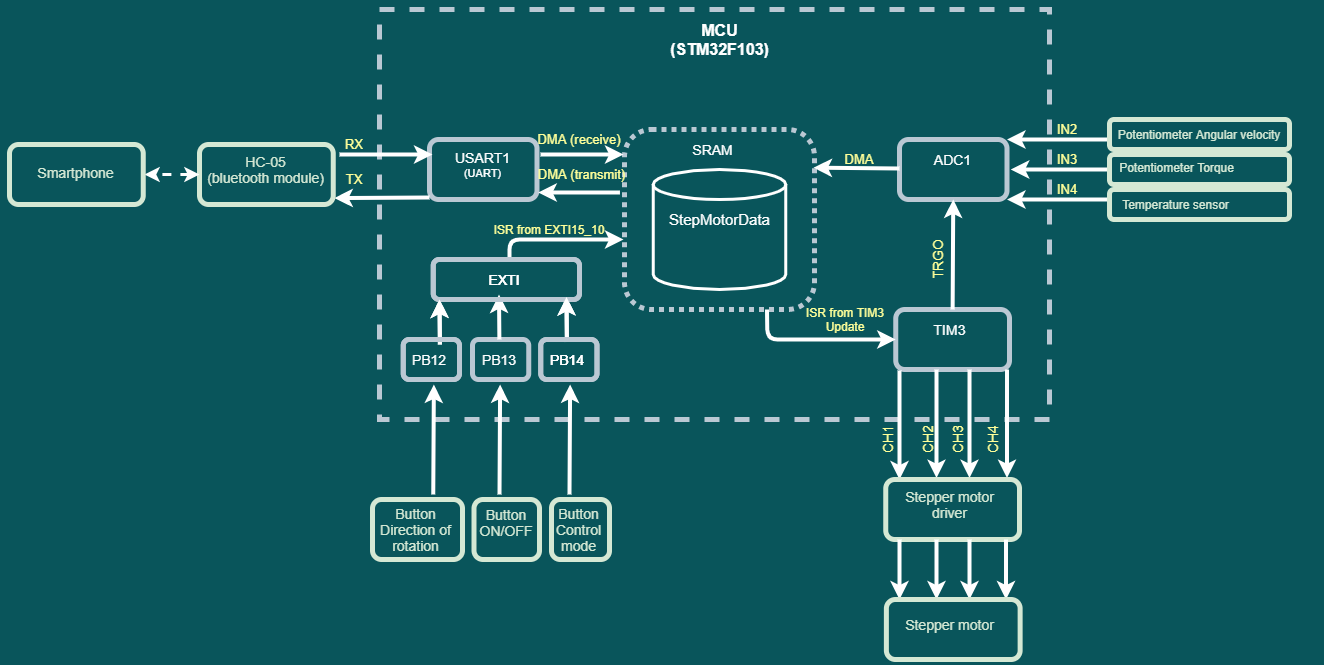 MCU
(STM32F103)
Smartphone
HC-05
(bluetooth module)
RX
TX
USART1
(UART)
DMA (receive)
DMA (transmit)
SRAM
StepMotorData
DMA
ADC1
IN2
IN3
IN4
Potentiometer Angular velocity
Potentiometer Torque
Temperature sensor
ISR from EXTI15_10
EXTI
PB12
PB13
PB14
TRGO
ISR from TIM3
Update
TIM3
CH1
CH2
CH3
CH4
Button
Direction of
rotation
Button
ON/OFF
Button
Control
mode
Stepper motor
driver
Stepper motor